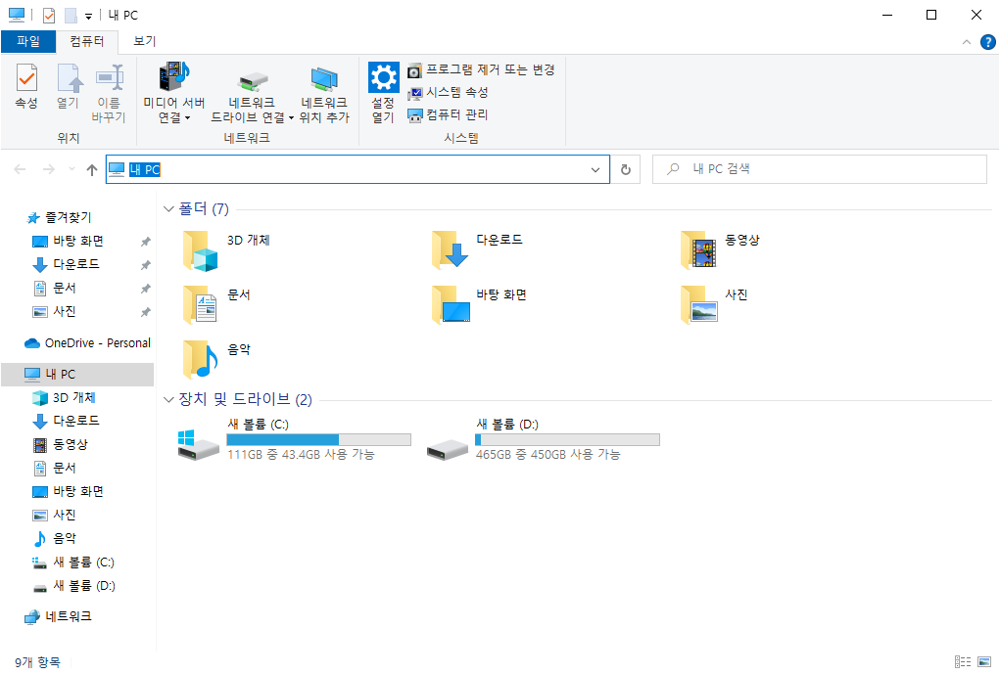 내 PC
파일 컴퓨터 보기
속성
열기
이름
바꾸기
위치
미디어 서버
연결
네트워크
드라이브 연결
네트워크
위치 추가
네트워크
설정
열기
프로그램 제거 또는 변경
시스템 속성
컴퓨터 관리
시스템
내 PC
내 PC 검색
즐겨찾기
바탕 화면
다운로드
문서
사진
OneDrive - Personal
내 PC
3D 개체
다운로드
동영상
문서
바탕 화면
사진
음악
새 볼륨 (C:)
새 볼륨 (D:)
네트워크
폴더 (7)
3D 개체
다운로드
동영상
문서
바탕 화면
사진
음악
장치 및 드라이브 (2)
새 볼륨 (C:)
111GB 중 43.4GB 사용 가능
새 볼륨 (D:)
465GB 중 450GB 사용 가능
9개 항목